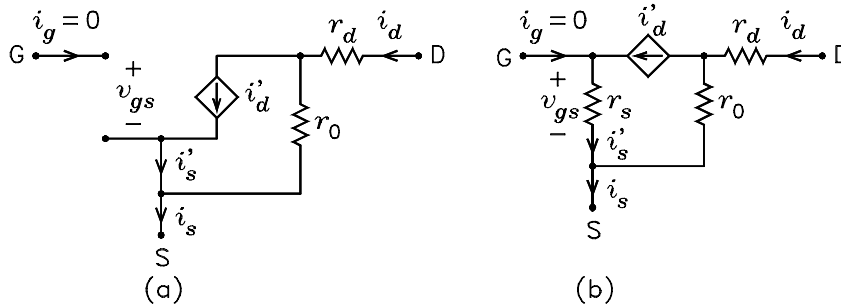 i_g = 0
G
+
v_gs
−
i'_d
r_0
r_d
i_d
D
i'_s
i_s
S
(a)
i_g = 0
G
+
v_gs
−
r_s
i'_d
r_0
r_d
i_d
D
i'_s
i_s
S
(b)